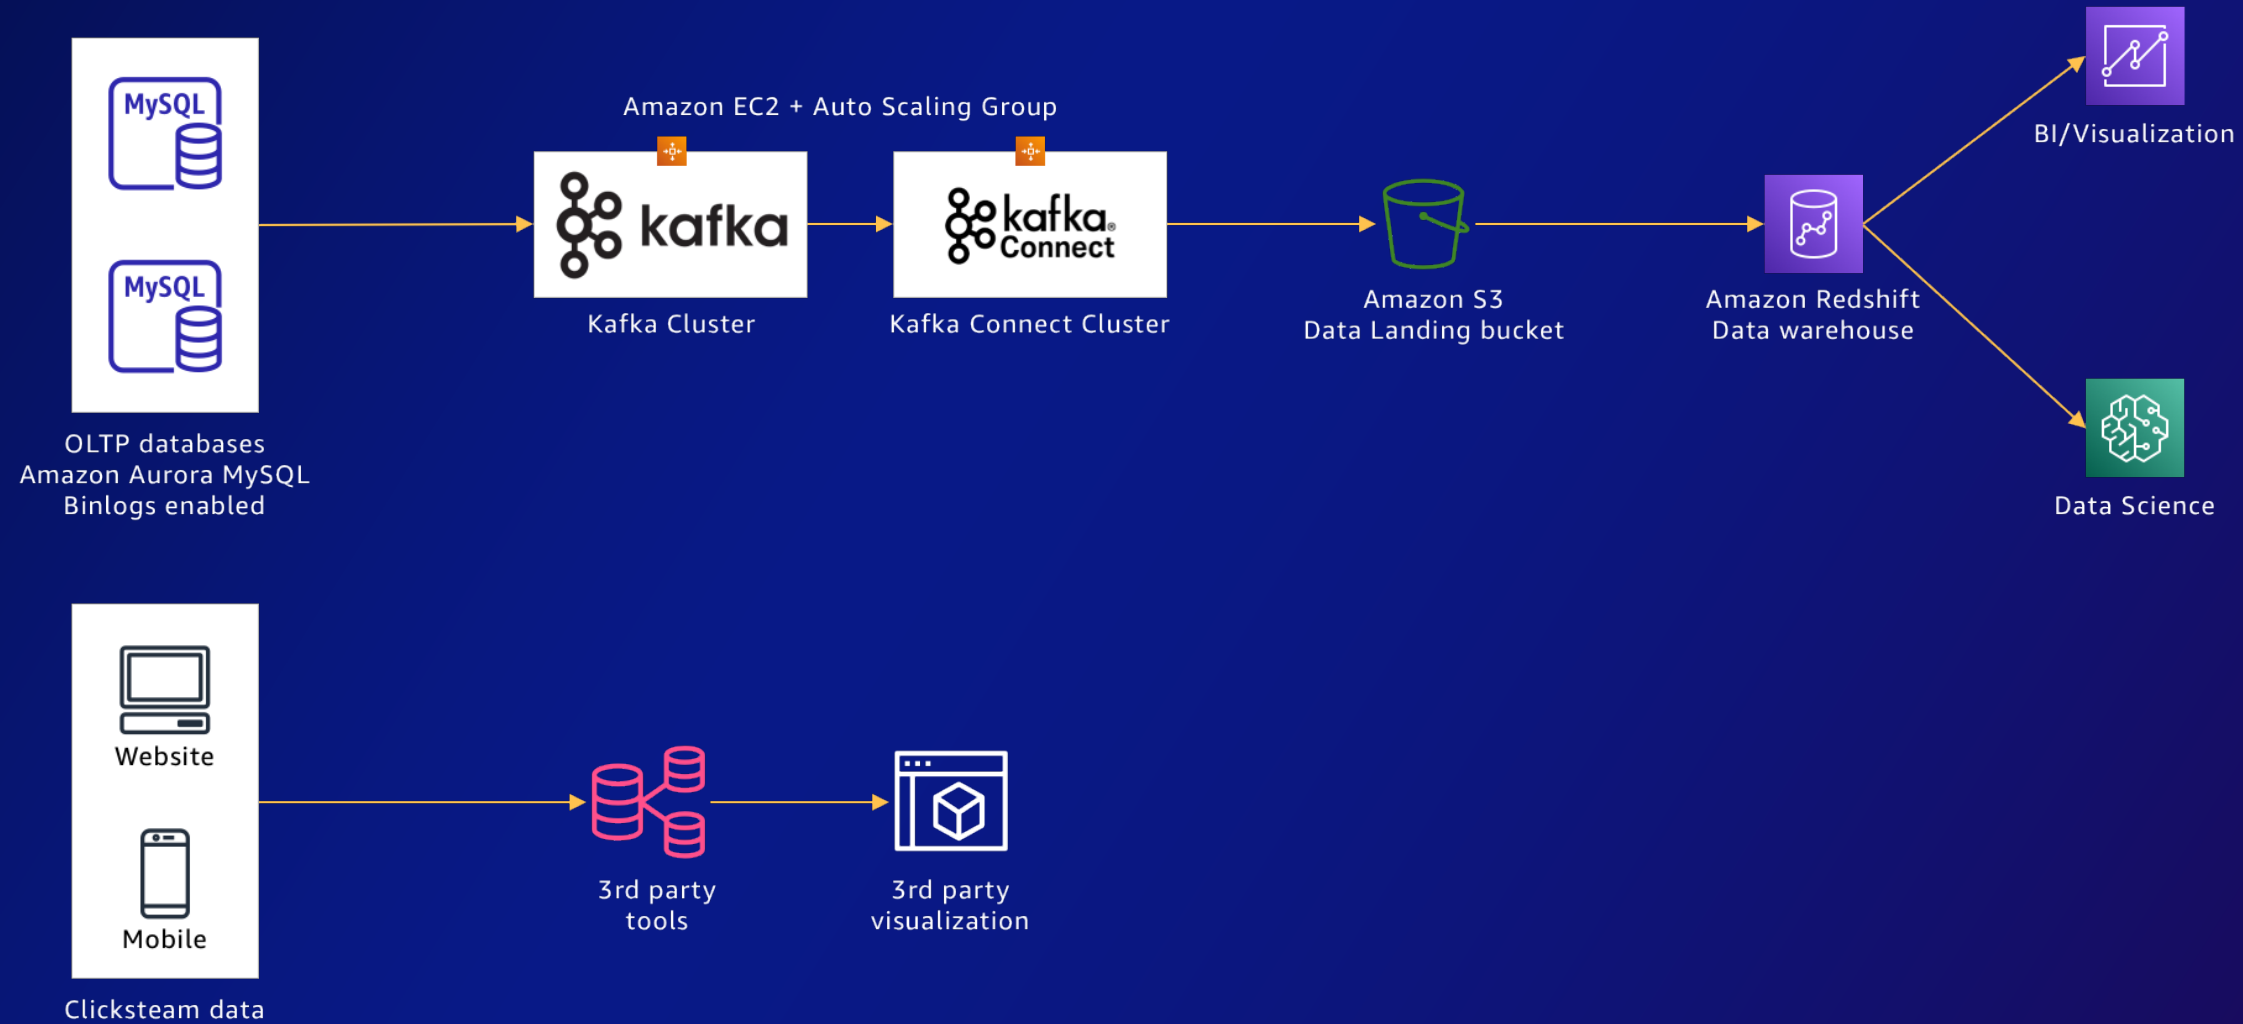 MySQL
MySQL
OLTP databases
Amazon Aurora MySQL
Binlogs enabled
Amazon EC2 + Auto Scaling Group
kafka
Kafka Cluster
kafka®
Connect
Kafka Connect Cluster
Amazon S3
Data Landing bucket
Amazon Redshift
Data warehouse
BI/Visualization
Data Science
Website
Mobile
Clicksteam data
3rd party
tools
3rd party
visualization